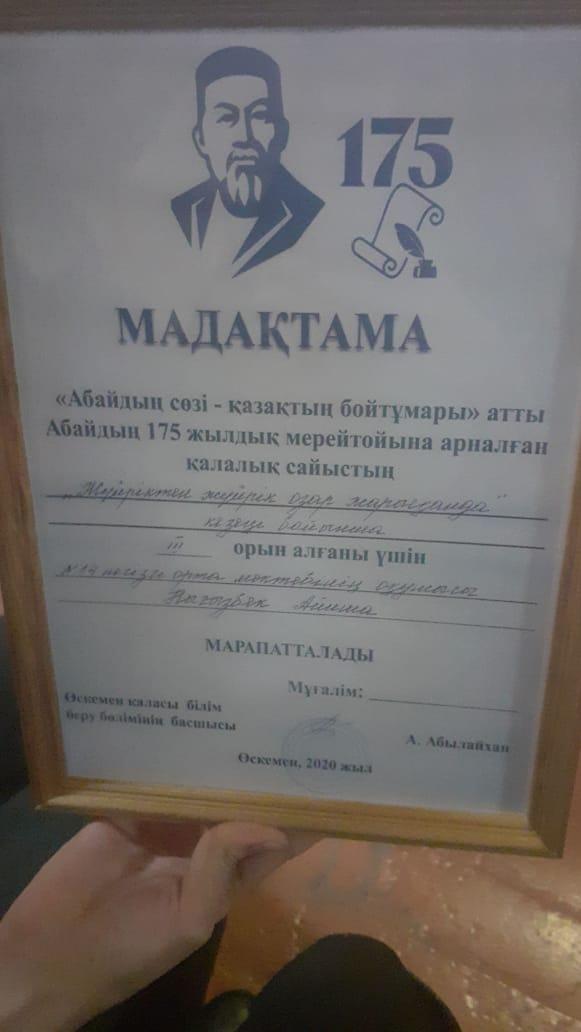 175
МАДАҚТАМА
«Абайдың сөзі - қазақтың бойтұмары» атты
Абайдың 175 жылдық мерейтойына арналған
қалалық сайыстың
"Жүйріктен жүйрік озар жарысқанда"
кезеңі бойынша
III орын алғаны үшін
№14 негізгі орта мектебінің оқушысы
Айша
МАРАПАТТАЛАДЫ
Мұғалім:
Өскемен қаласы білім
беру бөлімінің басшысы
А. Абылайхан
Өскемен, 2020 жыл